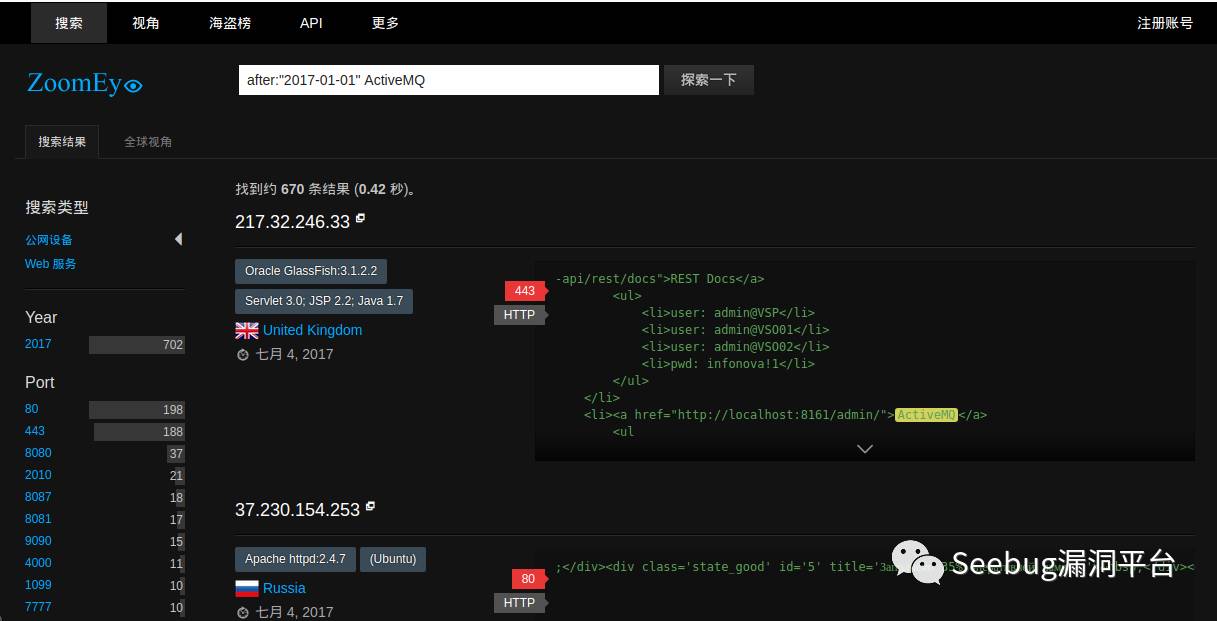 搜索 视角 海盗榜 API 更多 注册账号
ZoomEy
after:"2017-01-01" ActiveMQ 探索一下
搜索结果 全球视角
找到约 670 条结果 (0.42 秒)。
搜索类型
公网设备
Web 服务
Year
2017 702
Port
80 198
443 188
8080 37
2010 21
8087 18
8081 17
9090 15
4000 11
1099 10
7777 10
217.32.246.33
Oracle GlassFish:3.1.2.2
Servlet 3.0; JSP 2.2; Java 1.7
United Kingdom
七月 4, 2017
443
HTTP
-api/rest/docs">REST Docs</a>
<ul>
<li>user: admin@VSP</li>
<li>user: admin@VSO01</li>
<li>user: admin@VSO02</li>
<li>pwd: infonova!1</li>
</ul>
</li>
<li><a href="http://localhost:8161/admin/">ActiveMQ</a>
<ul
37.230.154.253
Apache httpd:2.4.7 (Ubuntu)
Russia
七月 4, 2017
80
HTTP
;</div><div class='state_good' id='5' title='
Seebug漏洞平台